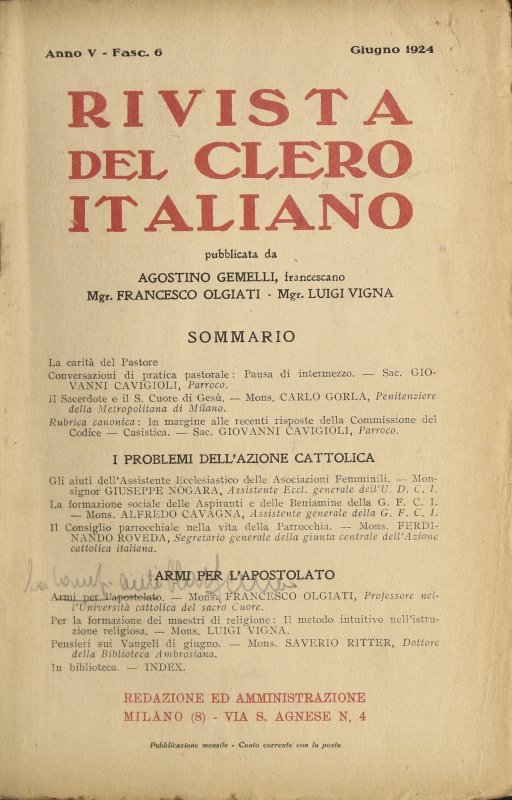 Anno V - Fasc. 6
Giugno 1924
RIVISTA
DEL CLERO
ITALIANO
pubblicata da
AGOSTINO GEMELLI, francescano
Mgr. FRANCESCO OLGIATI - Mgr. LUIGI VIGNA
SOMMARIO
La carità del Pastore
Conversazioni di pratica pastorale: Pausa di intermezzo. — Sac. GIO-
VANNI CAVIGIOLI, Parroco.
Il Sacerdote e il S. Cuore di Gesù. — Mons. CARLO GORLA, Penitenziere
della Metropolitana di Milano.
Rubrica canonica: In margine alle recenti risposte della Commissione del
Codice — Casistica. — Sac. GIOVANNI CAVIGIOLI, Parroco.
I PROBLEMI DELL'AZIONE CATTOLICA
Gli aiuti dell'Assistente Ecclesiastico delle Asociazioni Femminili. — Mon-
signor GIUSEPPE NOGARA, Assistente Eccl. generale dell'U. D. C. I.
La formazione sociale delle Aspiranti e delle Beniamine della G. F. C. I.
— Mons. ALFREDO CAVAGNA, Assistente generale della G. F. C. I.
Il Consiglio parrocchiale nella vita della Parrocchia. — Mons. FERDI-
NANDO ROVEDA, Segretario generale della giunta centrale dell'Azione
cattolica italiana.
ARMI PER L'APOSTOLATO
La
Armi per l'apostolato. — Mons. FRANCESCO OLGIATI, Professore nel-
l'Università cattolica del sacro Cuore.
Per la formazione dei maestri di religione: Il metodo intuitivo nell'istru-
zione religiosa. — Mons. LUIGI VIGNA.
Pensieri sui Vangeli di giugno. — Mons. SAVERIO RITTER, Dottore
della Biblioteca Ambrosiana.
In biblioteca. — INDEX.
REDAZIONE ED AMMINISTRAZIONE
MILANO (8) - VIA S. AGNESE N. 4
Pubblicazione mensile - Conto corrente con la posta